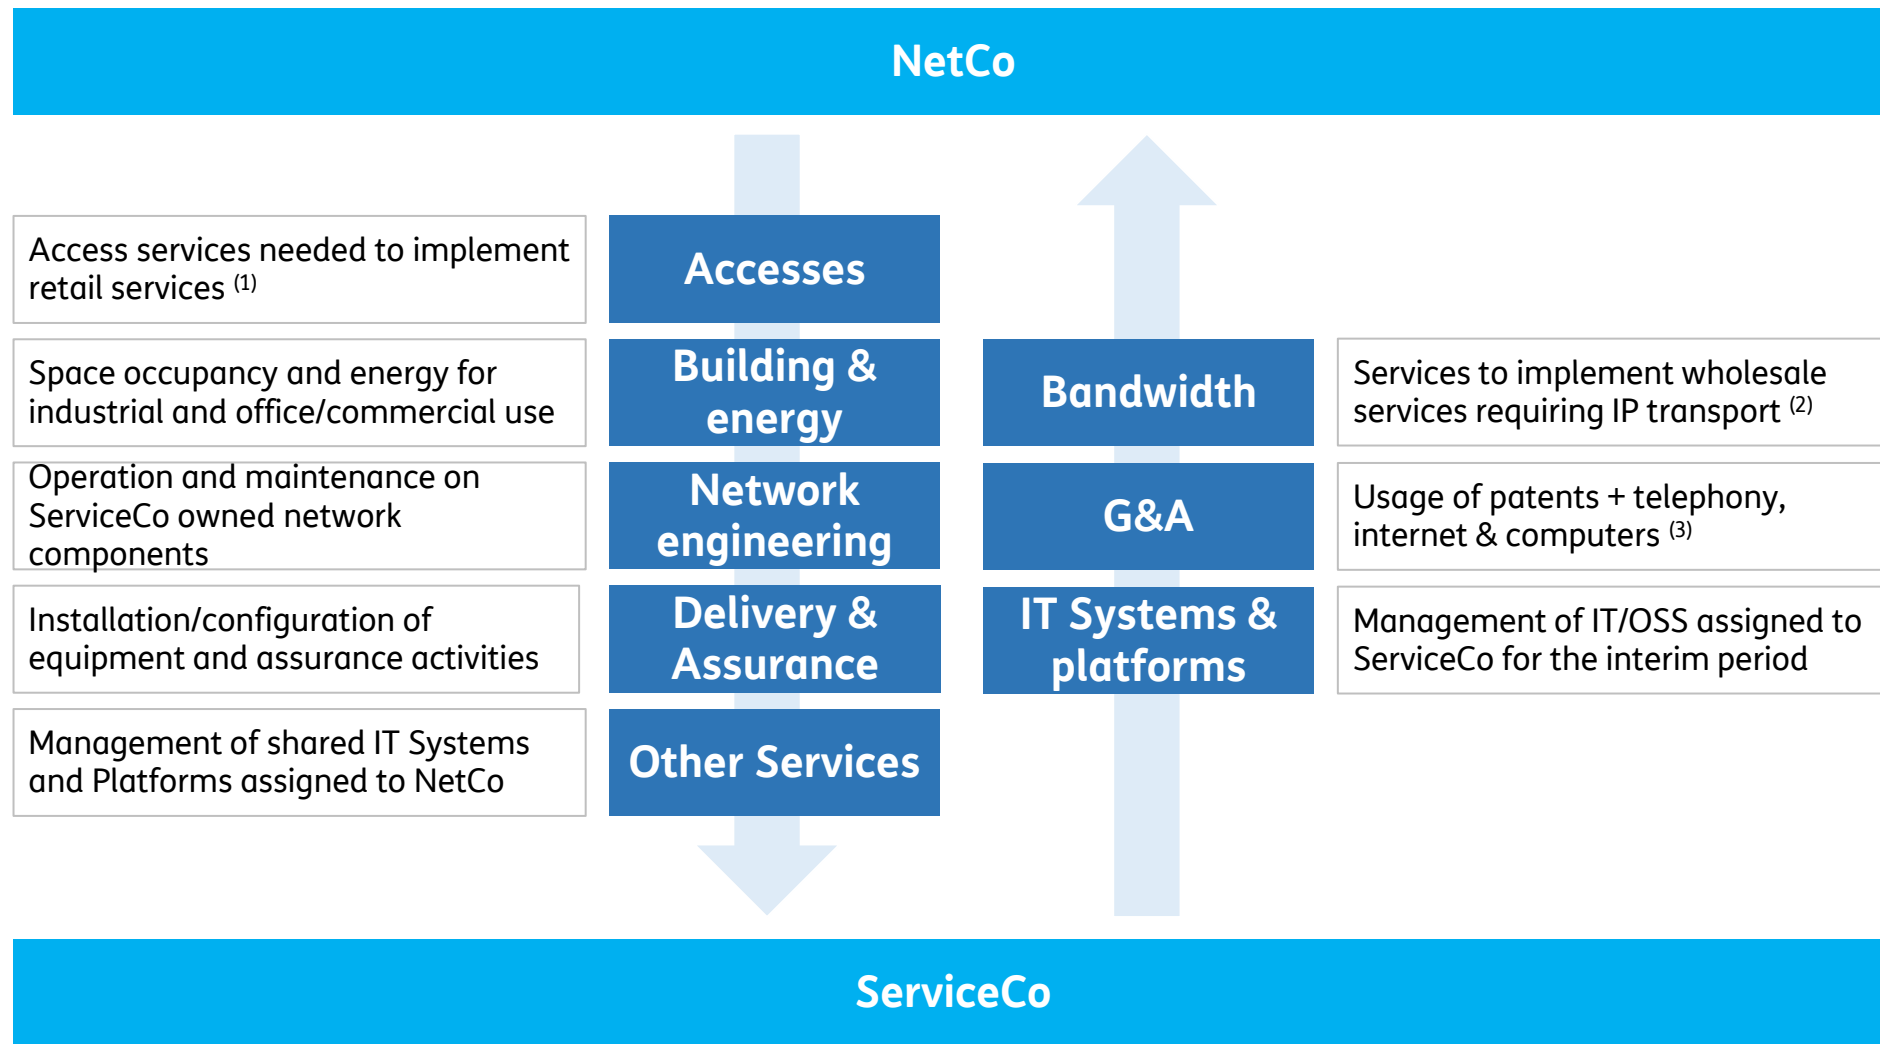 NetCo
Access services needed to implement
retail services (1)
Accesses
Space occupancy and energy for
industrial and office/commercial use
Building &
energy
Bandwidth
Services to implement wholesale
services requiring IP transport (2)
Operation and maintenance on
ServiceCo owned network
components
Network
engineering
G&A
Usage of patents + telephony,
internet & computers (3)
Installation/configuration of
equipment and assurance activities
Delivery &
Assurance
IT Systems &
platforms
Management of IT/OSS assigned to
ServiceCo for the interim period
Management of shared IT Systems
and Platforms assigned to NetCo
Other Services
ServiceCo